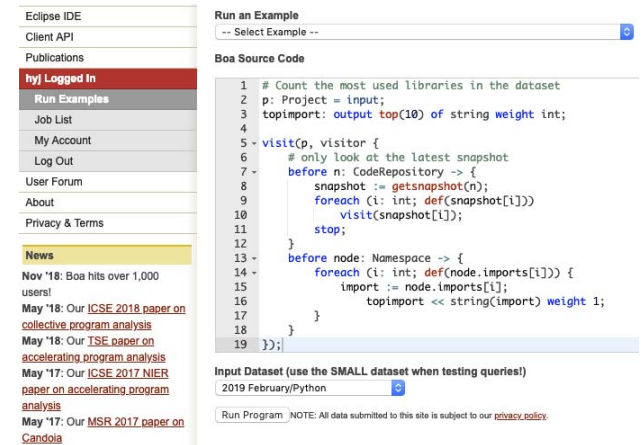 Eclipse IDE
Client API
Publications
hyj Logged In
Run Examples
Job List
My Account
Log Out
User Forum
About
Privacy & Terms
News
Nov '18: Boa hits over 1,000
users!
May '18: Our ICSE 2018 paper on
collective program analysis
May '18: Our TSE paper on
accelerating program analysis
May '17: Our ICSE 2017 NIER
paper on accelerating program
analysis
May '17: Our MSR 2017 paper on
Candoia
Run an Example
-- Select Example --
Boa Source Code
1 # Count the most used libraries in the dataset
2 p: Project = input;
3 topimport: output top(10) of string weight int;
4
5 visit(p, visitor {
6 # only look at the latest snapshot
7 before n: CodeRepository -> {
8 snapshot := getsnapshot(n);
9 foreach (i: int; def(snapshot[i]))
10 visit(snapshot[i]);
11 stop;
12 }
13 before node: Namespace -> {
14 foreach (i: int; def(node.imports[i])) {
15 import := node.imports[i];
16 topimport << string(import) weight 1;
17 }
18 }
19 });
Input Dataset (use the SMALL dataset when testing queries!)
2019 February/Python
Run Program NOTE: All data submitted to this site is subject to our privacy policy.